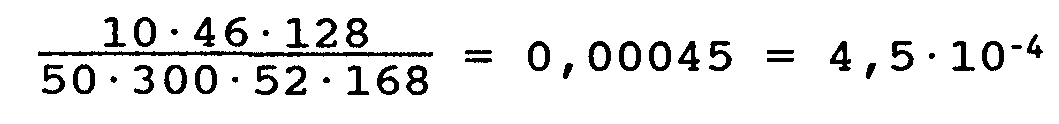 10·46·128
50·300·52·168 = 0,00045 = 4,5·10⁻⁴